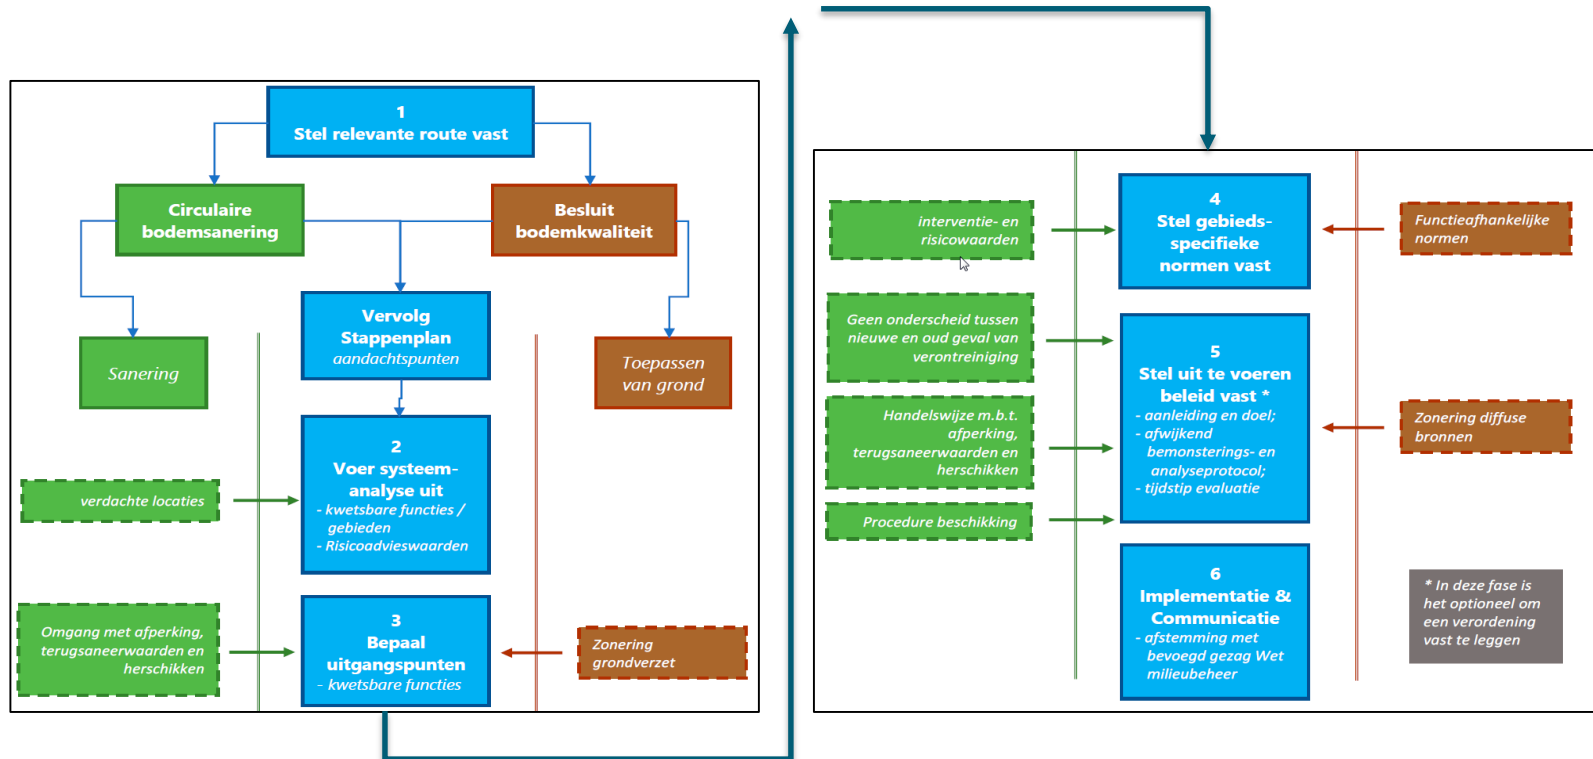 1
Stel relevante route vast
Circulaire
bodemsanering
Besluit
bodemkwaliteit
Vervolg
Stappenplan
aandachtspunten
Sanering
Toepassen
van grond
2
Voer systeem-
analyse uit
- kwetsbare functies /
gebieden
- Risicoadvieswaarden
verdachte locaties
3
Bepaal
uitgangspunten
- kwetsbare functies
Omgang met afperking,
terugsaneerwaarden en
herschikken
Zonering
grondverzet
4
Stel gebieds-
specifieke
normen vast
interventie- en
risicowaarden
Functieafhankelijke
normen
Geen onderscheid tussen
nieuwe en oud geval van
verontreiniging
5
Stel uit te voeren
beleid vast *
- aanleiding en doel;
- afwijkend
bemonsterings- en
analyseprotocol;
- tijdstip evaluatie
Handelswijze m.b.t.
afperking,
terugsaneerwaarden en
herschikken
Zonering diffuse
bronnen
Procedure beschikking
6
Implementatie &
Communicatie
- afstemming met
bevoegd gezag Wet
milieubeheer
* In deze fase is
het optioneel om
een verordening
vast te leggen